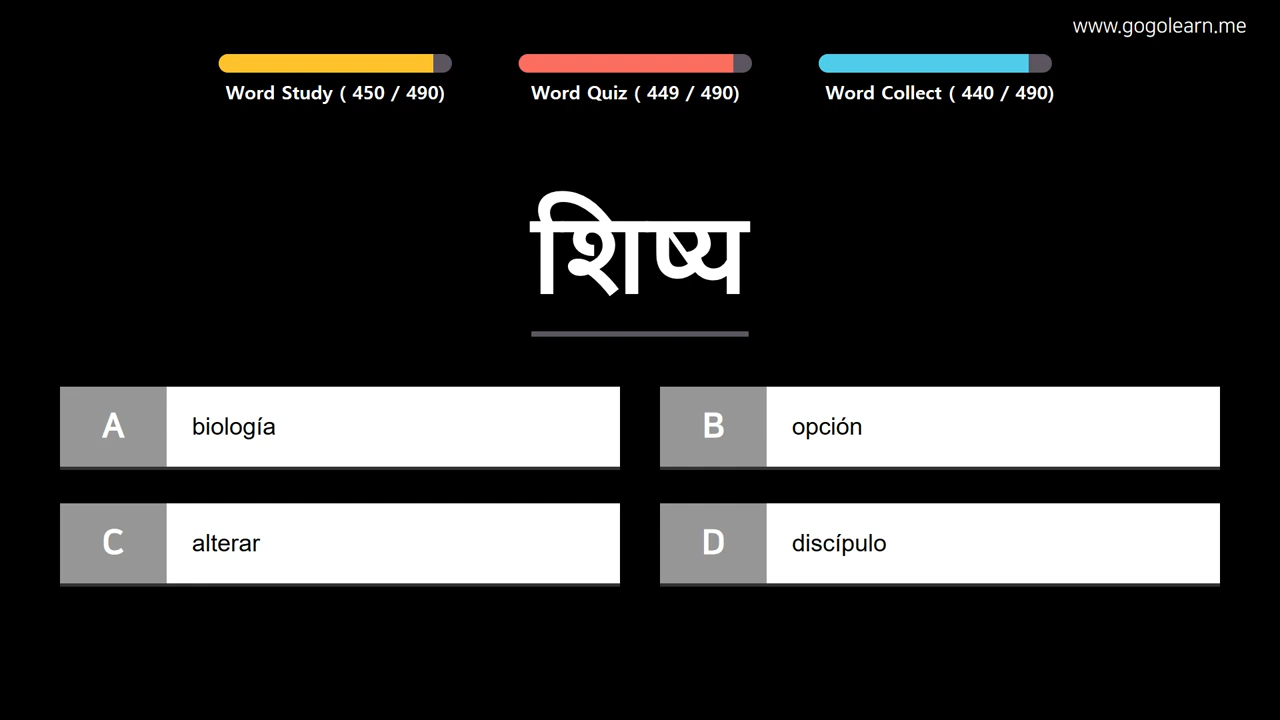 www.gogolearn.me
Word Study ( 450 / 490)
Word Quiz ( 449 / 490)
Word Collect ( 440 / 490)
शिष्य
A biología
B opción
C alterar
D discípulo